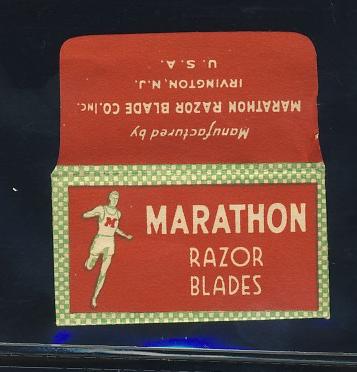 Manufactured by
MARATHON RAZOR BLADE CO. Inc.
IRVINGTON, N.J.
U. S. A.
M
MARATHON
RAZOR
BLADES